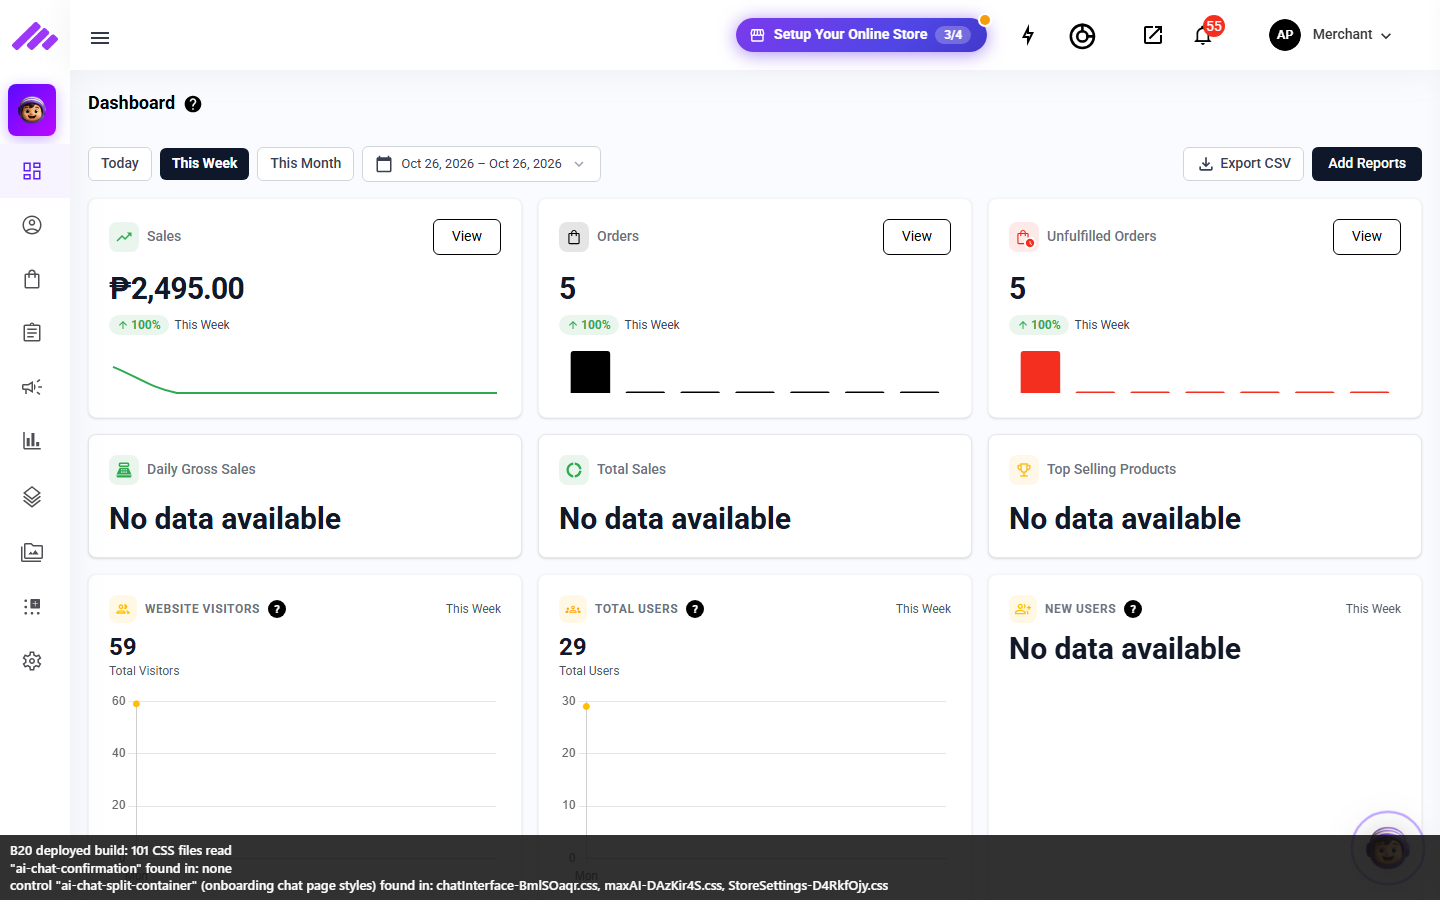 Setup Your Online Store 3/4
55
AP Merchant
Dashboard ?
Today This Week This Month Oct 26, 2026 – Oct 26, 2026
Export CSV Add Reports
Sales View
₱2,495.00
100% This Week
Orders View
5
100% This Week
Unfulfilled Orders View
5
100% This Week
Daily Gross Sales
No data available
Total Sales
No data available
Top Selling Products
No data available
WEBSITE VISITORS ? This Week
59
Total Visitors
60
40
20
TOTAL USERS ? This Week
29
Total Users
30
20
10
0
Mon
NEW USERS ? This Week
No data available
B20 deployed build: 101 CSS files read
"ai-chat-confirmation" found in: none
control "ai-chat-split-container" (onboarding chat page styles) found in: chatInterface-BmlSOaqr.css, maxAI-DAzKir4S.css, StoreSettings-D4RkfOjy.css